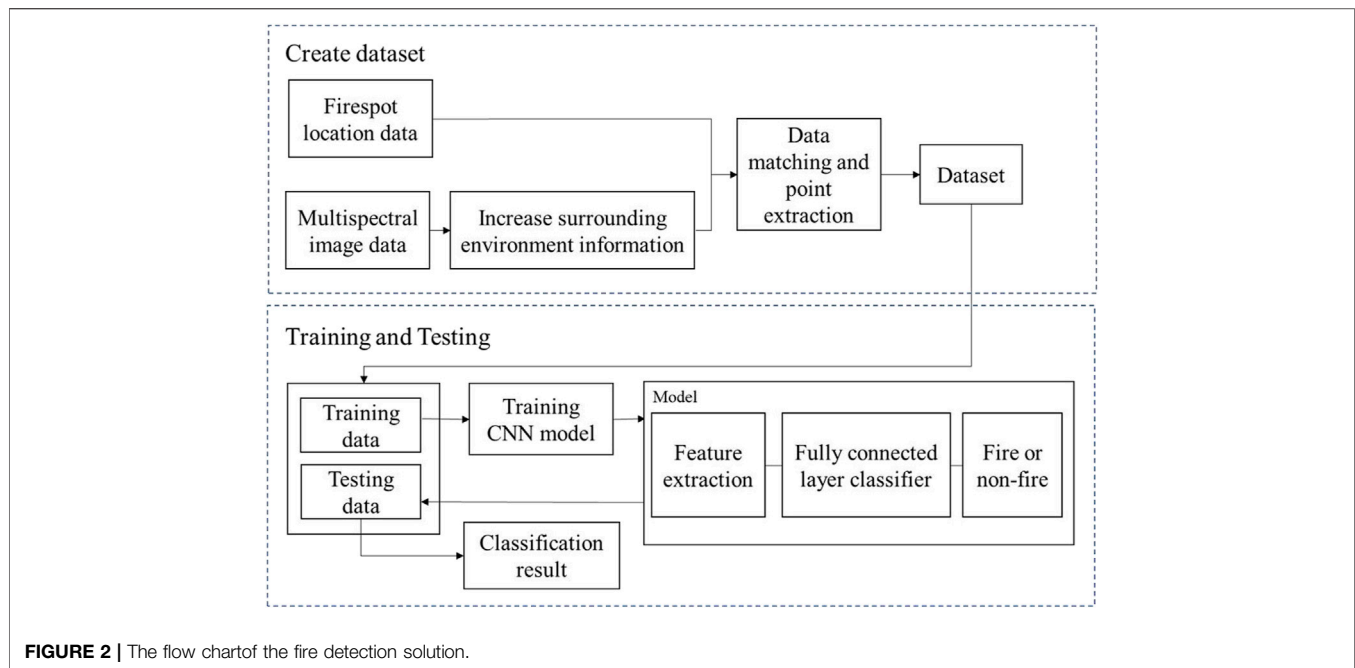 Create dataset
Firespot
location data
Multispectral
image data
Increase surrounding
environment information
Data
matching and
point
extraction
Dataset
Training and Testing
Training
data
Testing
data
Training
CNN model
Model
Feature
extraction
Fully connected
layer classifier
Fire or
non-fire
Classification
result
FIGURE 2 | The flow chartof the fire detection solution.